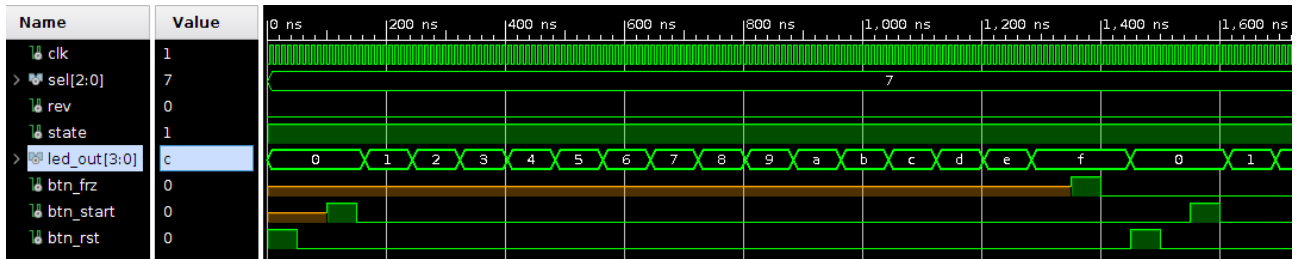 Name Value 0 ns 200 ns 400 ns 600 ns 800 ns 1,000 ns 1,200 ns 1,400 ns 1,600 ns
clk 1
> sel[2:0] 7 7
rev 0
state 1
> led_out[3:0] c 0 1 2 3 4 5 6 7 8 9 a b c d e f 0 1
btn_frz 0
btn_start 0
btn_rst 0